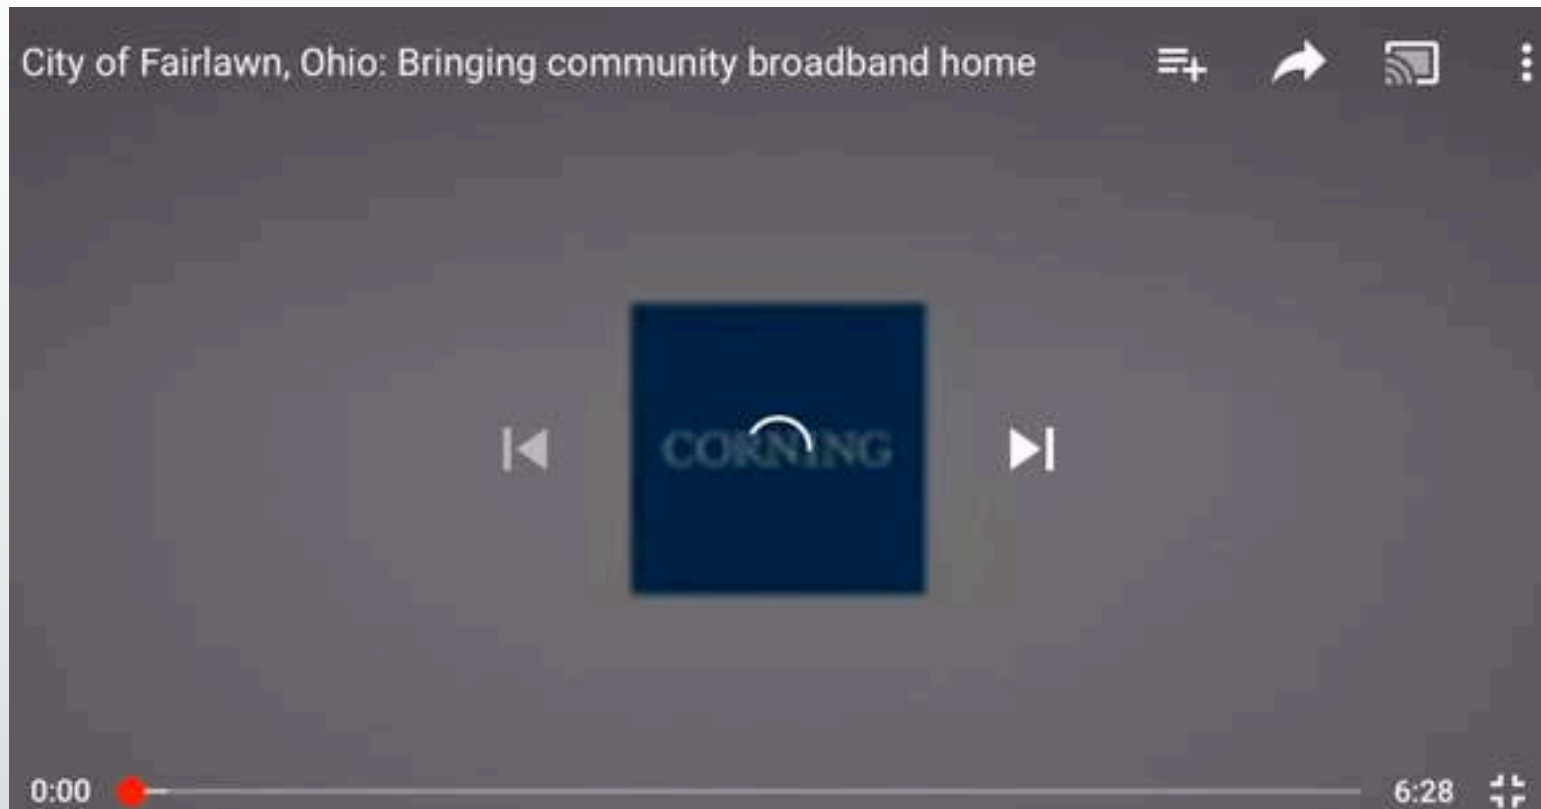 City of Fairlawn, Ohio: Bringing community broadband home
CORNING
0:00
6:28